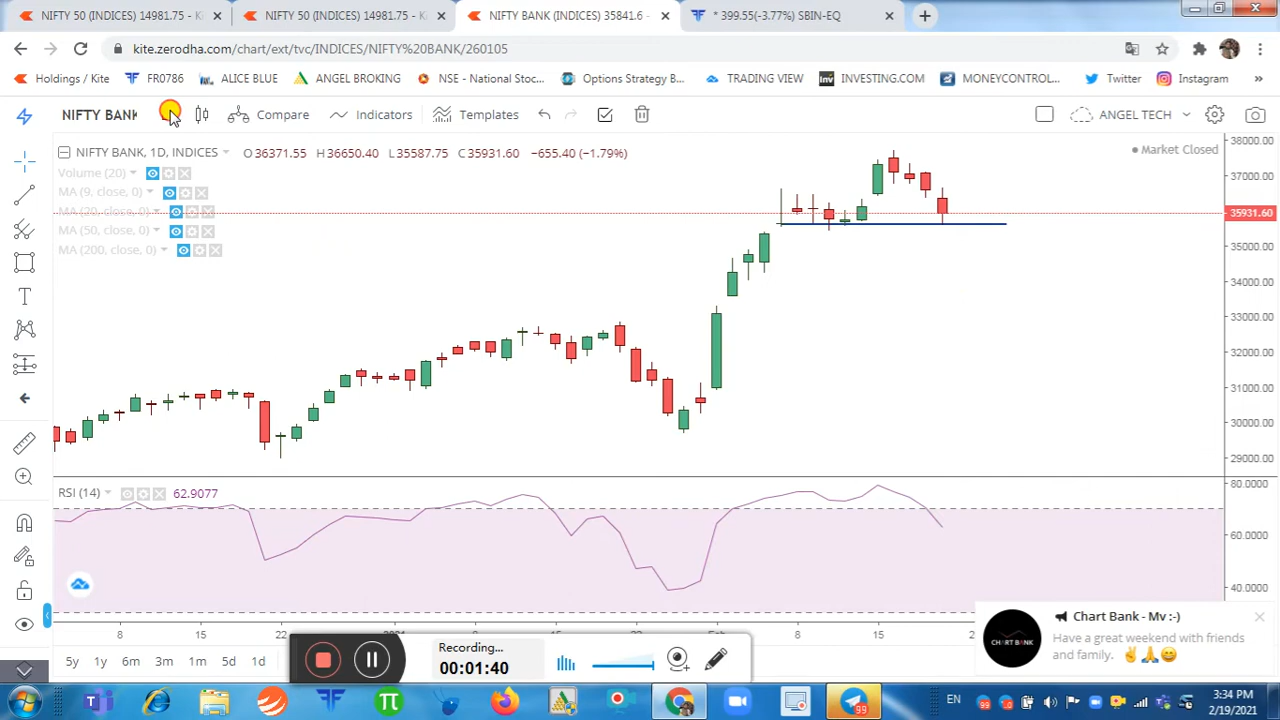 NIFTY 50 (INDICES) 14981.75 - K
NIFTY 50 (INDICES) 14981.75 - K
NIFTY BANK (INDICES) 35841.6 -
* 399.55(-3.77%) SBIN-EQ
kite.zerodha.com/chart/ext/tvc/INDICES/NIFTY%20BANK/260105
Holdings / Kite
FR0786
ALICE BLUE
ANGEL BROKING
NSE - National Stoc...
Options Strategy B...
TRADING VIEW
INVESTING.COM
MONEYCONTROL...
Twitter
Instagram
»
NIFTY BANK
Compare
Indicators
Templates
ANGEL TECH
NIFTY BANK, 1D, INDICES
O 36371.55 H 36650.40 L 35587.75 C 35931.60 −655.40 (−1.79%)
Market Closed
Volume (20)
MA (9, close, 0)
MA (20, close, 0)
MA (50, close, 0)
MA (200, close, 0)
38000.00
37000.00
35931.60
35000.00
34000.00
33000.00
32000.00
31000.00
30000.00
29000.00
RSI (14)
62.9077
80.0000
60.0000
40.0000
8 15 22 2021 8 15
5y 1y 6m 3m 1m 5d 1d
Recording...
00:01:40
Chart Bank - Mv :-)
CHART BANK
Have a great weekend with friends
and family. ✌🙏😄
99
EN
3:34 PM
2/19/2021